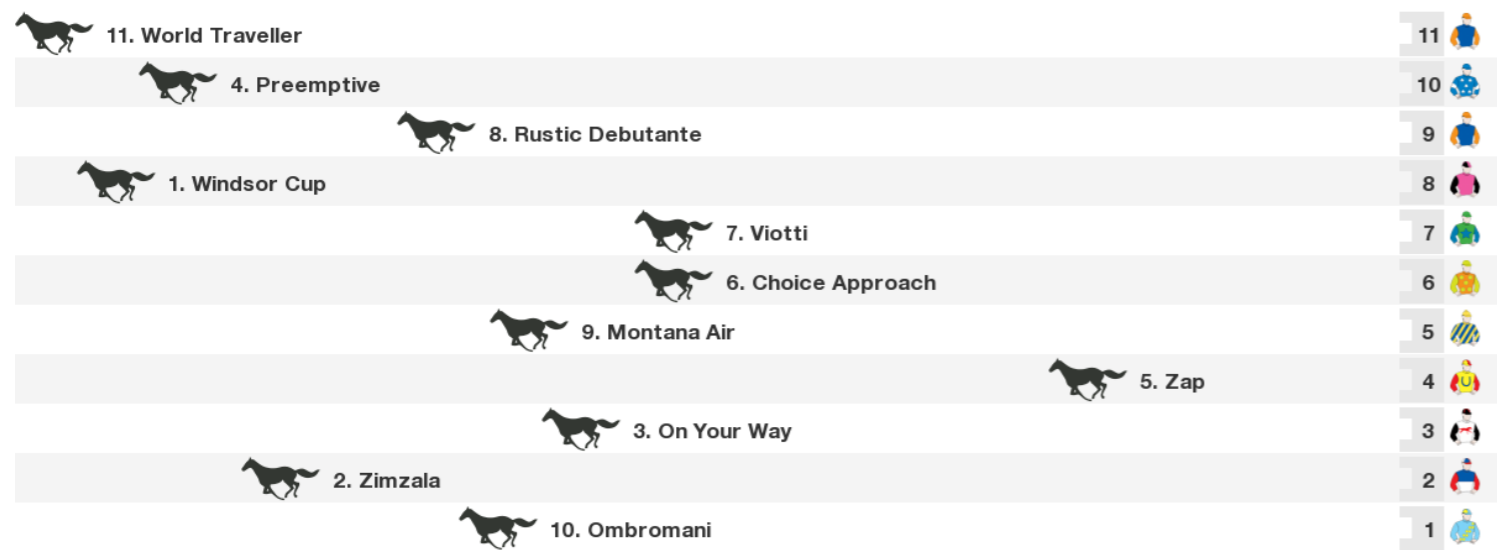 11. World Traveller 11
4. Preemptive 10
8. Rustic Debutante 9
1. Windsor Cup 8
7. Viotti 7
6. Choice Approach 6
9. Montana Air 5
5. Zap 4 U
3. On Your Way 3
2. Zimzala 2
10. Ombromani 1